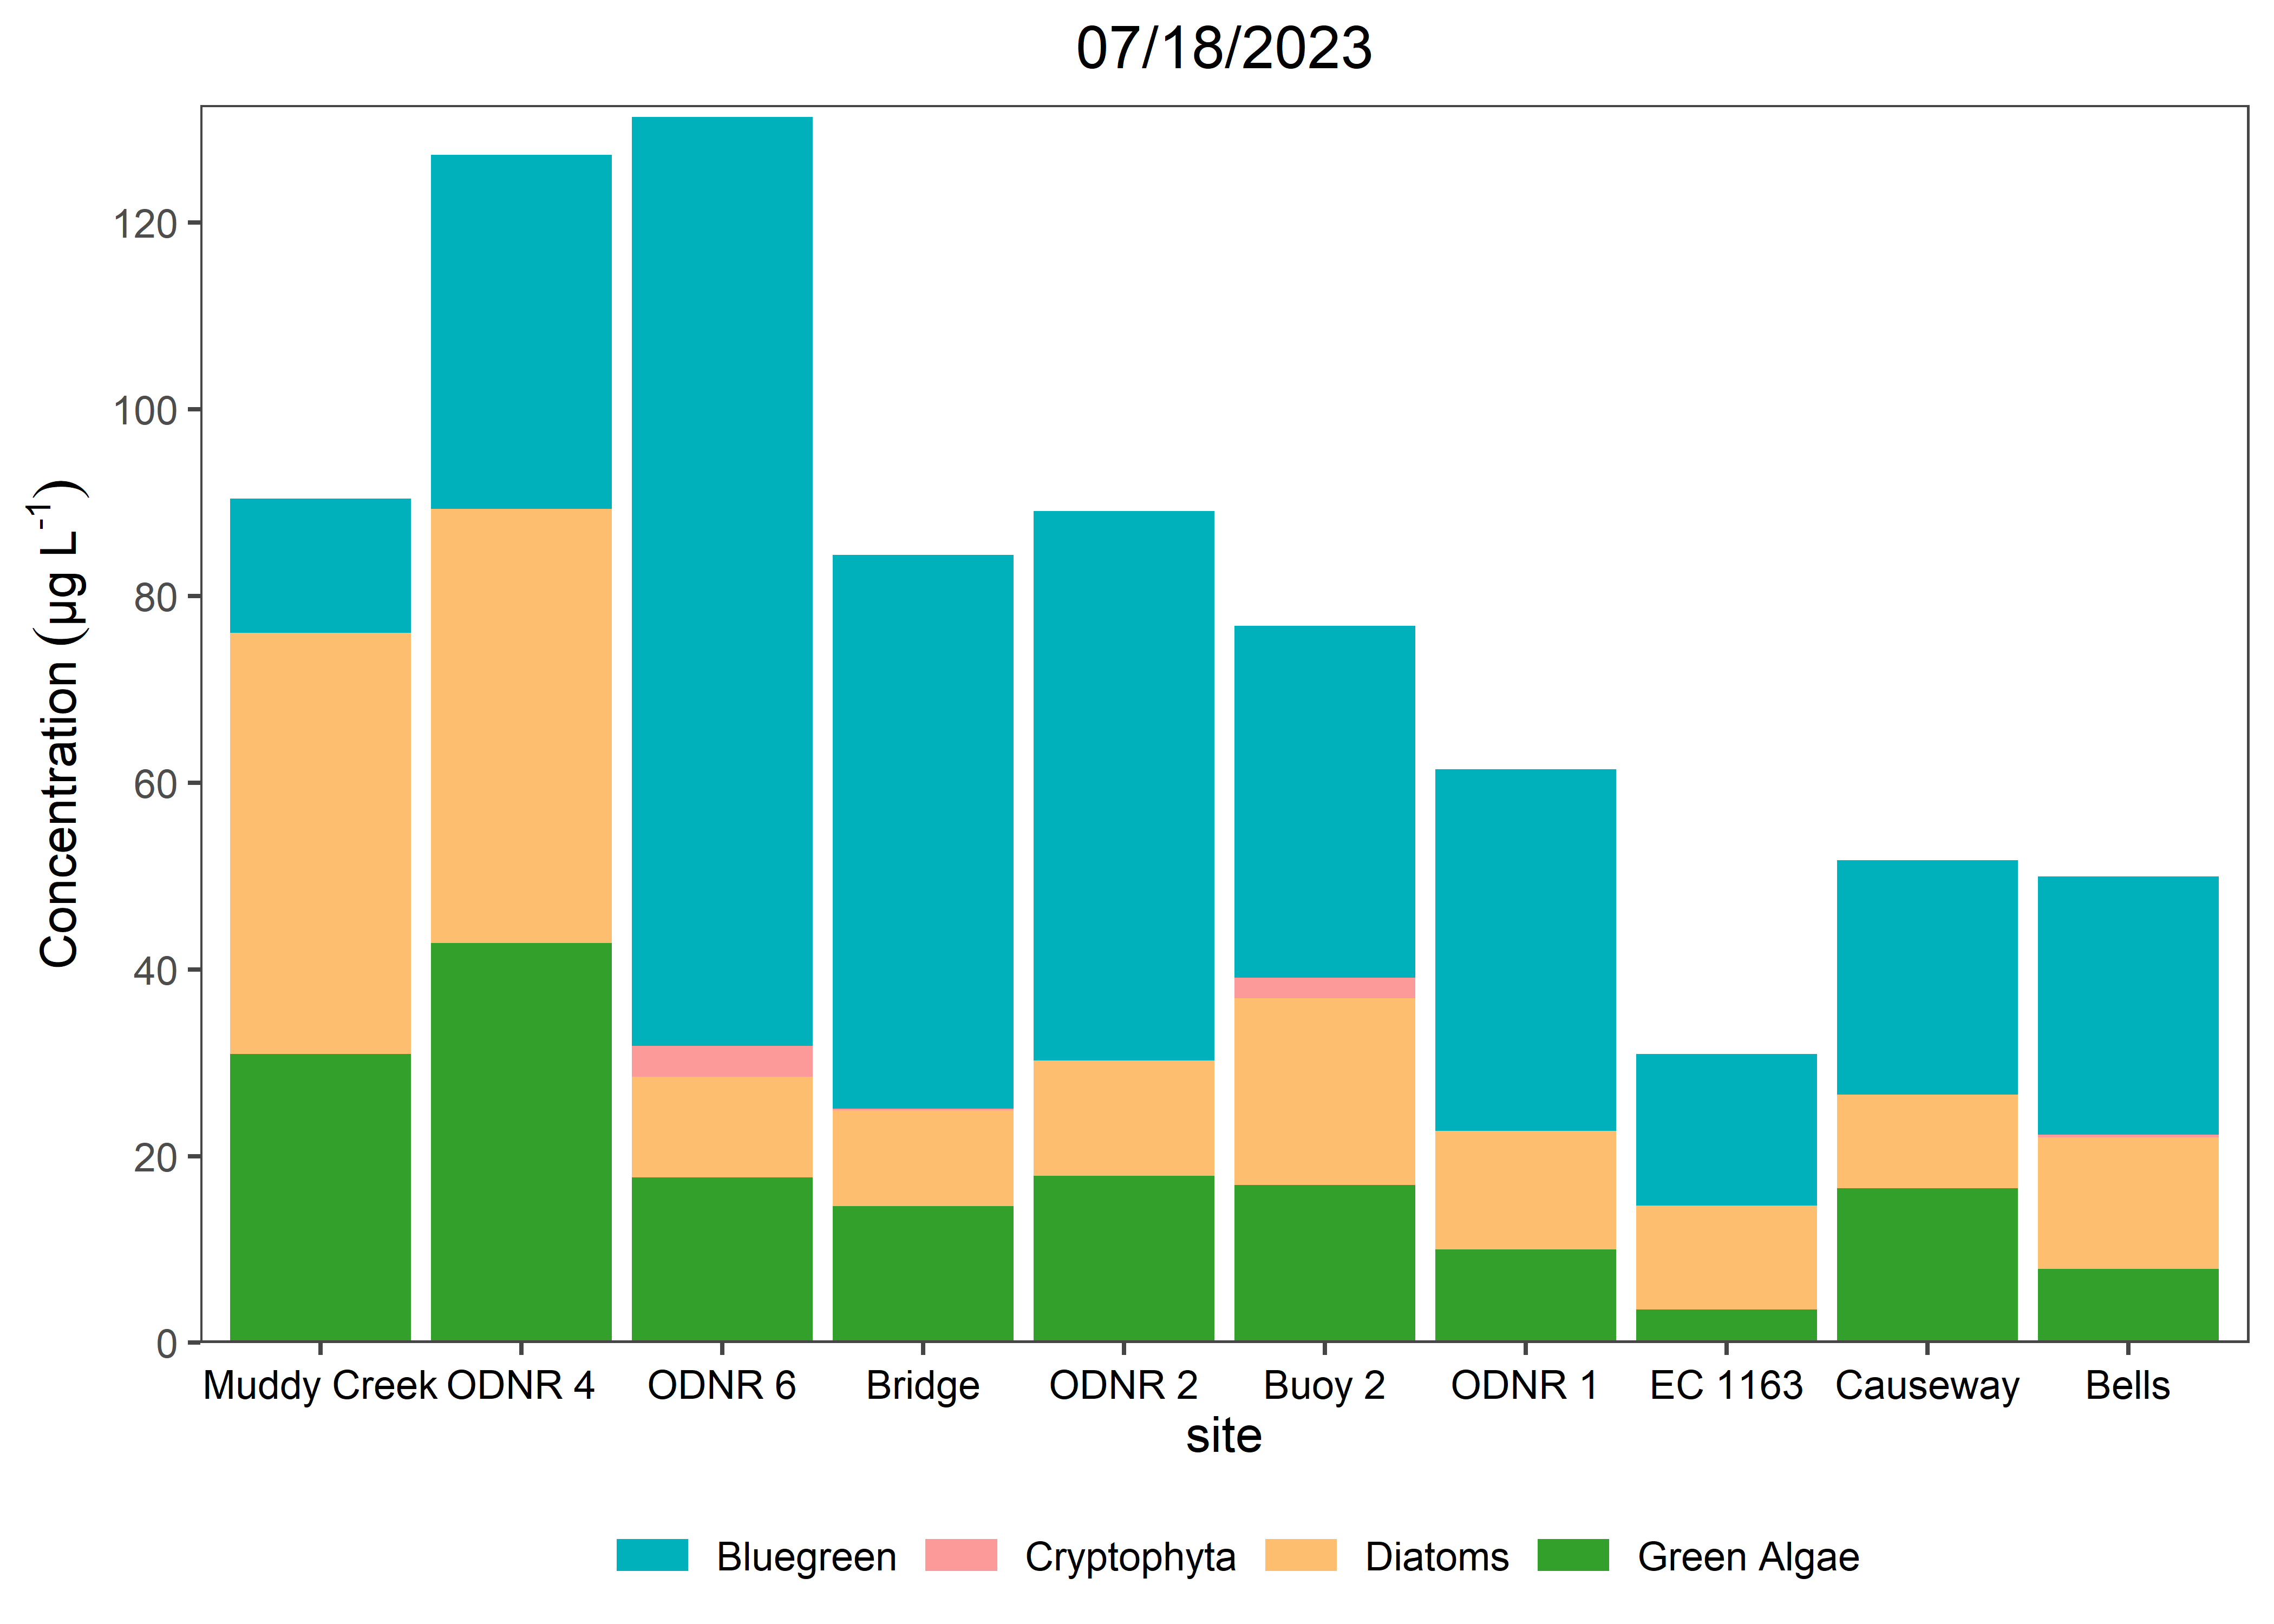 07/18/2023
Concentration (µg L⁻¹)
120
100
80
60
40
20
0
Muddy Creek ODNR 4 ODNR 6 Bridge ODNR 2 Buoy 2 ODNR 1 EC 1163 Causeway Bells
site
Bluegreen Cryptophyta Diatoms Green Algae